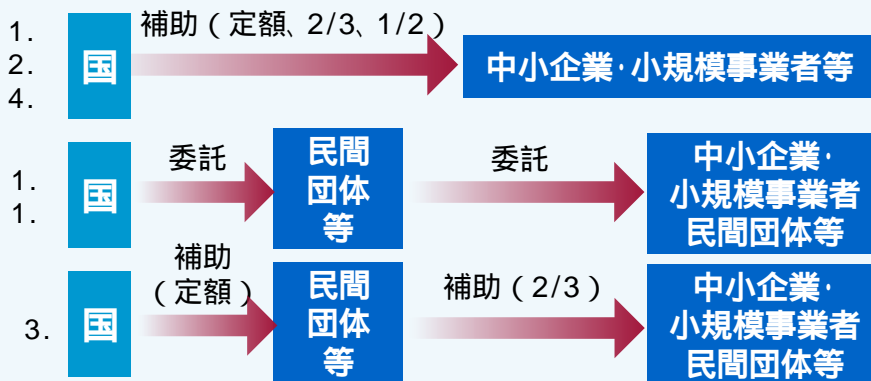 1.
2.
4.
国
補助(定額、2/3、1/2)
中小企業・小規模事業者等
1.
1.
国
委託
民間
団体
等
委託
中小企業・
小規模事業者
民間団体等
3.
国
補助
(定額)
民間
団体
等
補助(2/3)
中小企業・
小規模事業者
民間団体等